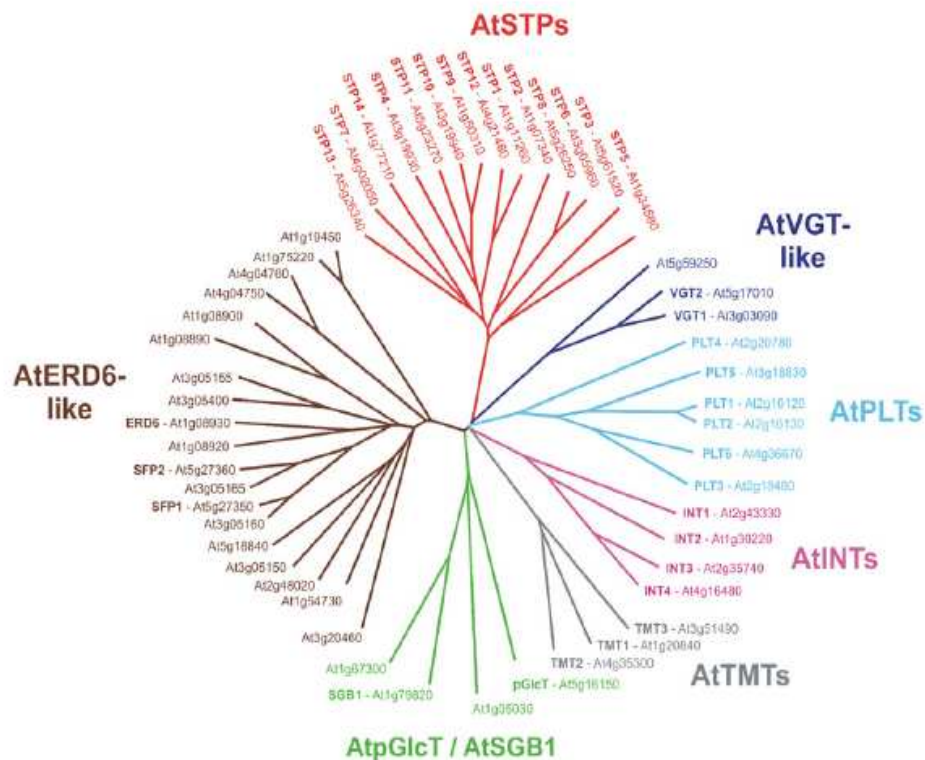 AtSTPs
STP13 - At5g26340
STP7 - At4g02050
STP14 - At1g77210
STP4 - At3g19930
STP11 - At5g23270
STP10 - At3g19940
STP9 - At1g50310
STP12 - At4g21480
STP1 - At1g11260
STP2 - At1g07340
STP8 - At5g26250
STP6 - At3g05960
STP3 - At5g61520
STP5 - At1g34580
AtVGT-
like
At5g59250
VGT2 - At5g17010
VGT1 - At3g03090
AtPLTs
PLT4 - At2g20780
PLT5 - At3g18830
PLT1 - At2g16120
PLT2 - At2g16130
PLT6 - At4g36670
PLT3 - At2g18480
AtINTs
INT1 - At2g43330
INT2 - At1g30220
INT3 - At2g35740
INT4 - At4g16480
AtTMTs
TMT3 - At3g51490
TMT1 - At1g20840
TMT2 - At4g35300
AtpGlcT / AtSGB1
pGlcT - At5g16150
At1g05030
SGB1 - At1g79820
At1g67300
AtERD6-
like
At1g19450
At1g75220
At4g04760
At4g04750
At1g08900
At1g08890
At3g05155
At3g05400
ERD6 - At1g08930
At1g08920
SFP2 - At5g27360
At3g05165
SFP1 - At5g27350
At3g05160
At5g18840
At3g05150
At2g48020
At1g54730
At3g20460